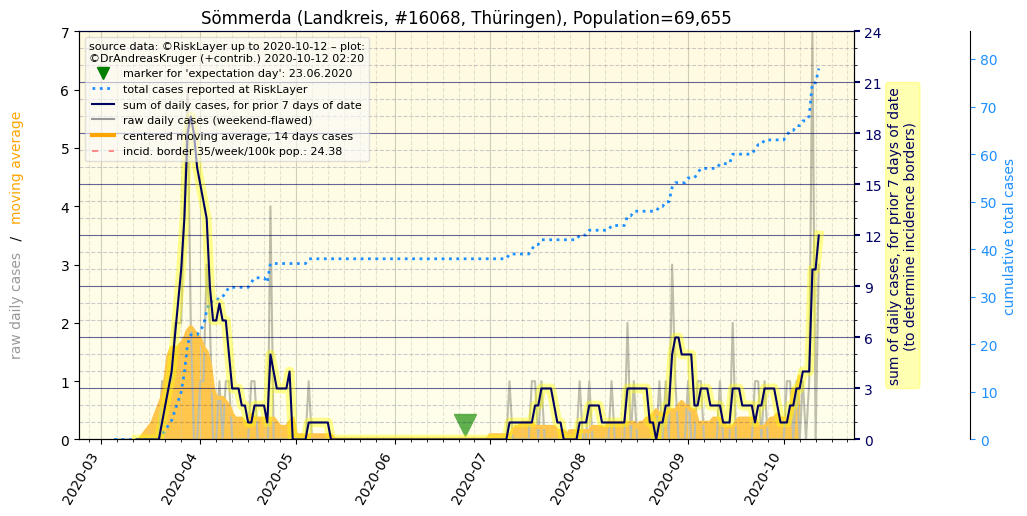 Sömmerda (Landkreis, #16068, Thüringen), Population=69,655
source data: ©RiskLayer up to 2020-10-12 – plot:
©DrAndreasKruger (+contrib.) 2020-10-12 02:20
marker for 'expectation day': 23.06.2020
total cases reported at RiskLayer
sum of daily cases, for prior 7 days of date
raw daily cases (weekend-flawed)
centered moving average, 14 days cases
incid. border 35/week/100k pop.: 24.38
raw daily cases / moving average
7
6
5
4
3
2
1
0
2020-03
2020-04
2020-05
2020-06
2020-07
2020-08
2020-09
2020-10
24
21
18
15
12
9
6
3
0
sum of daily cases, for prior 7 days of date
(to determine incidence borders)
80
70
60
50
40
30
20
10
0
cumulative total cases